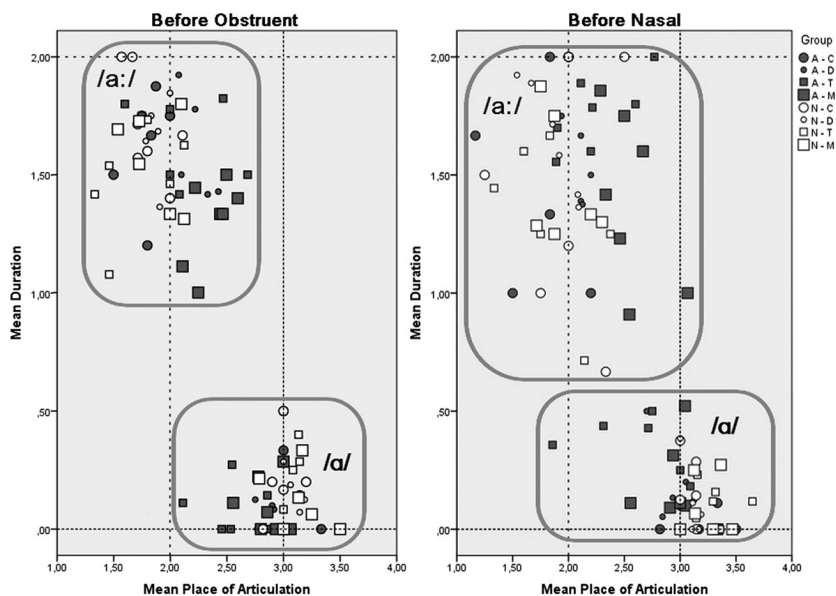 Before Obstruent
Before Nasal
Group
A - C
A - D
A - T
A - M
N - C
N - D
N - T
N - M
Mean Duration
2,00
1,50
1,00
,50
,00
/a:/
/ɑ/
1,00 1,50 2,00 2,50 3,00 3,50 4,00
Mean Place of Articulation
Mean Duration
2,00
1,50
1,00
,50
,00
/a:/
/ɑ/
1,00 1,50 2,00 2,50 3,00 3,50 4,00
Mean Place of Articulation